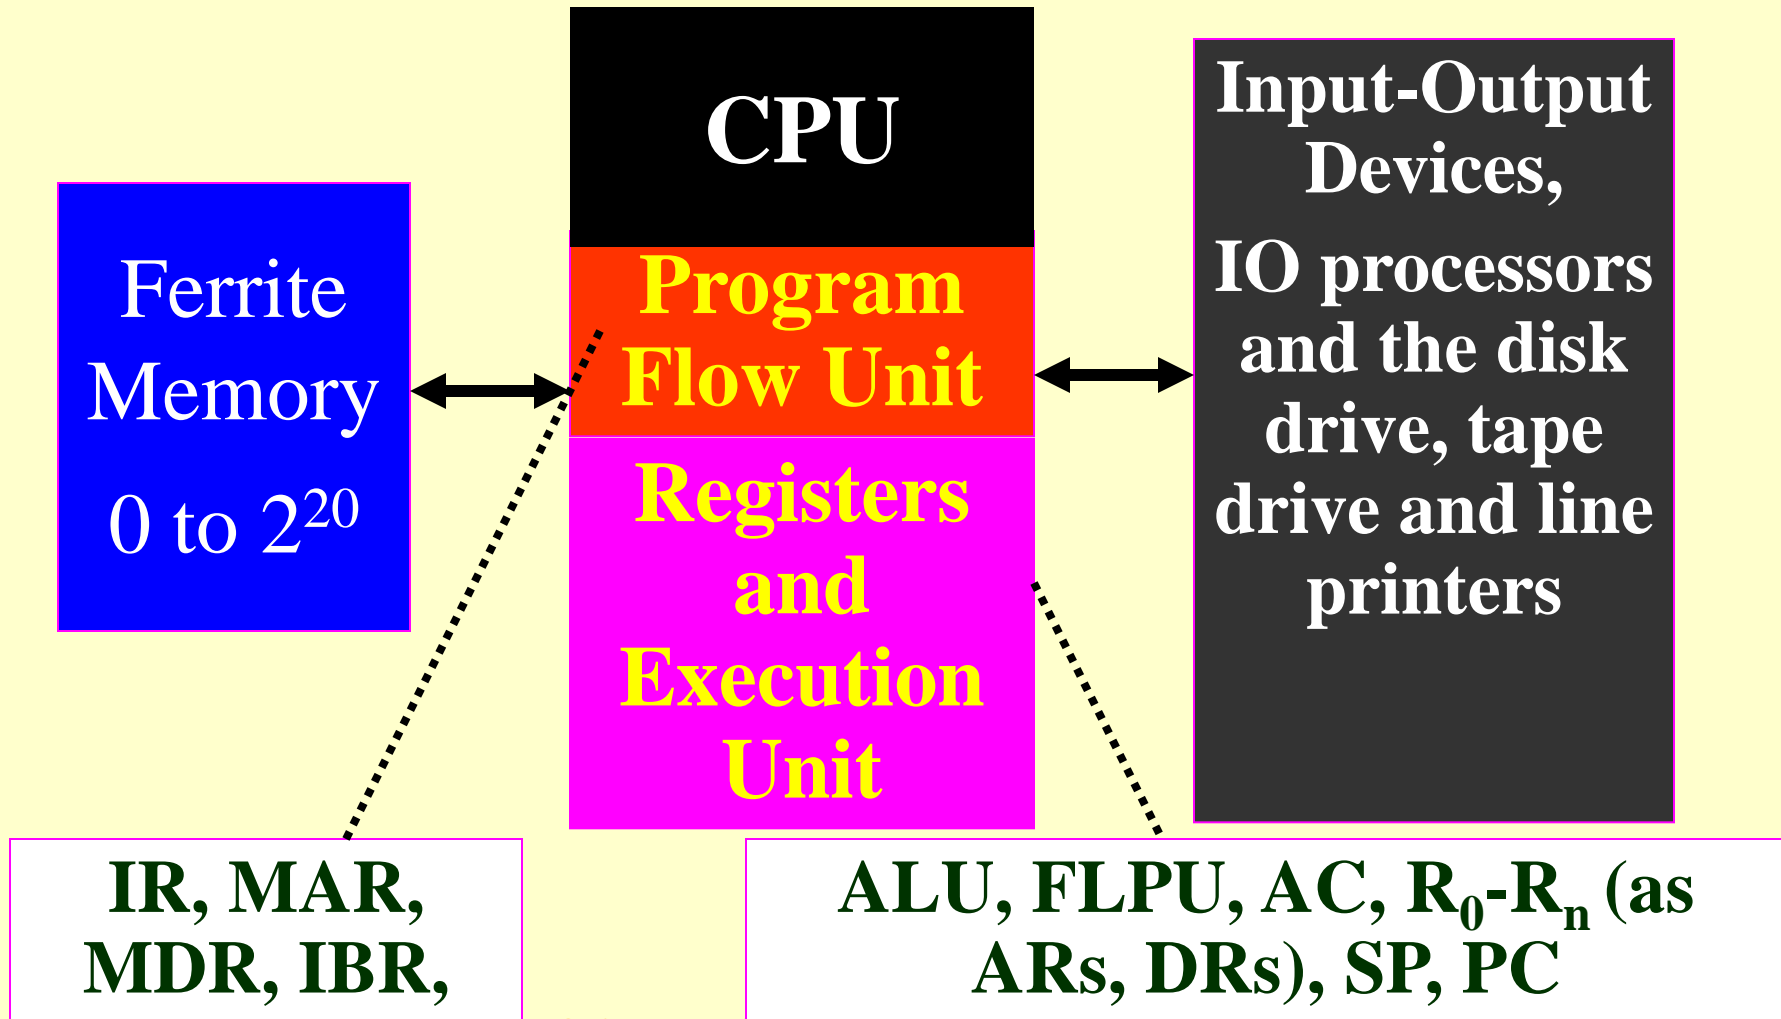 CPU
Ferrite
Memory
0 to 2²⁰
Program
Flow Unit
Registers
and
Execution
Unit
Input-Output
Devices,
IO processors
and the disk
drive, tape
drive and line
printers
IR, MAR,
MDR, IBR,
ALU, FLPU, AC, R₀-Rₙ (as
ARs, DRs), SP, PC